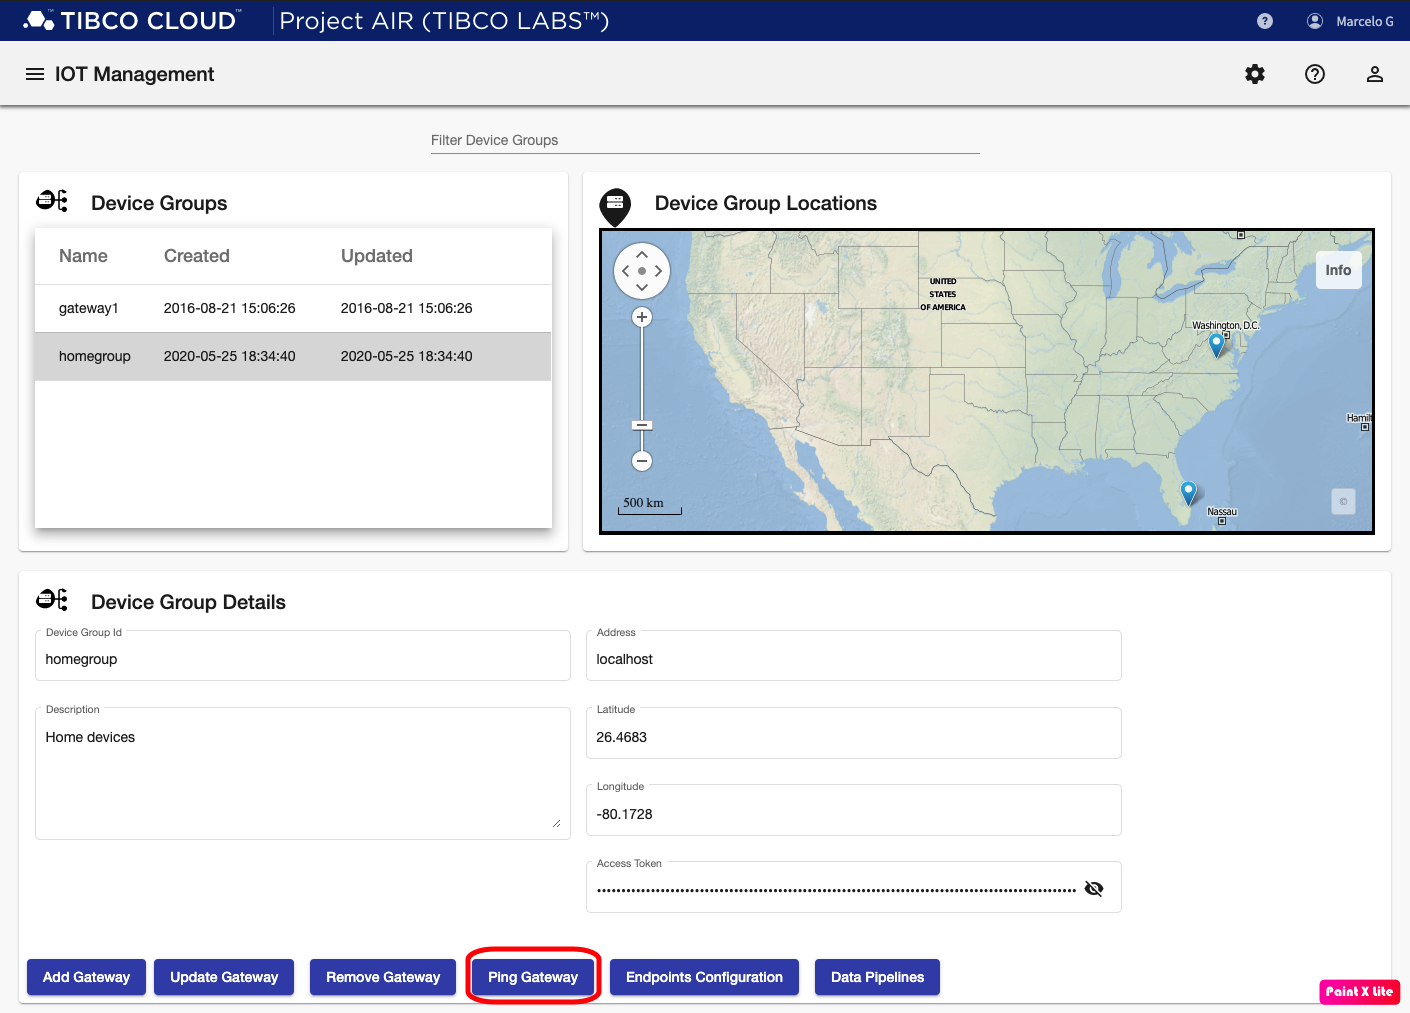 TIBCO CLOUD™ Project AIR (TIBCO LABS™) ? Marcelo G
IOT Management
Filter Device Groups
Device Groups
Name Created Updated
gateway1 2016-08-21 15:06:26 2016-08-21 15:06:26
homegroup 2020-05-25 18:34:40 2020-05-25 18:34:40
Device Group Locations
Info
UNITED
STATES
OF AMERICA
Washington, D.C.
Hamilt
500 km
©
Nassau
Device Group Details
Device Group Id
homegroup
Address
localhost
Description
Home devices
Latitude
26.4683
Longitude
-80.1728
Access Token
Add Gateway Update Gateway Remove Gateway Ping Gateway Endpoints Configuration Data Pipelines
Paint X Lite